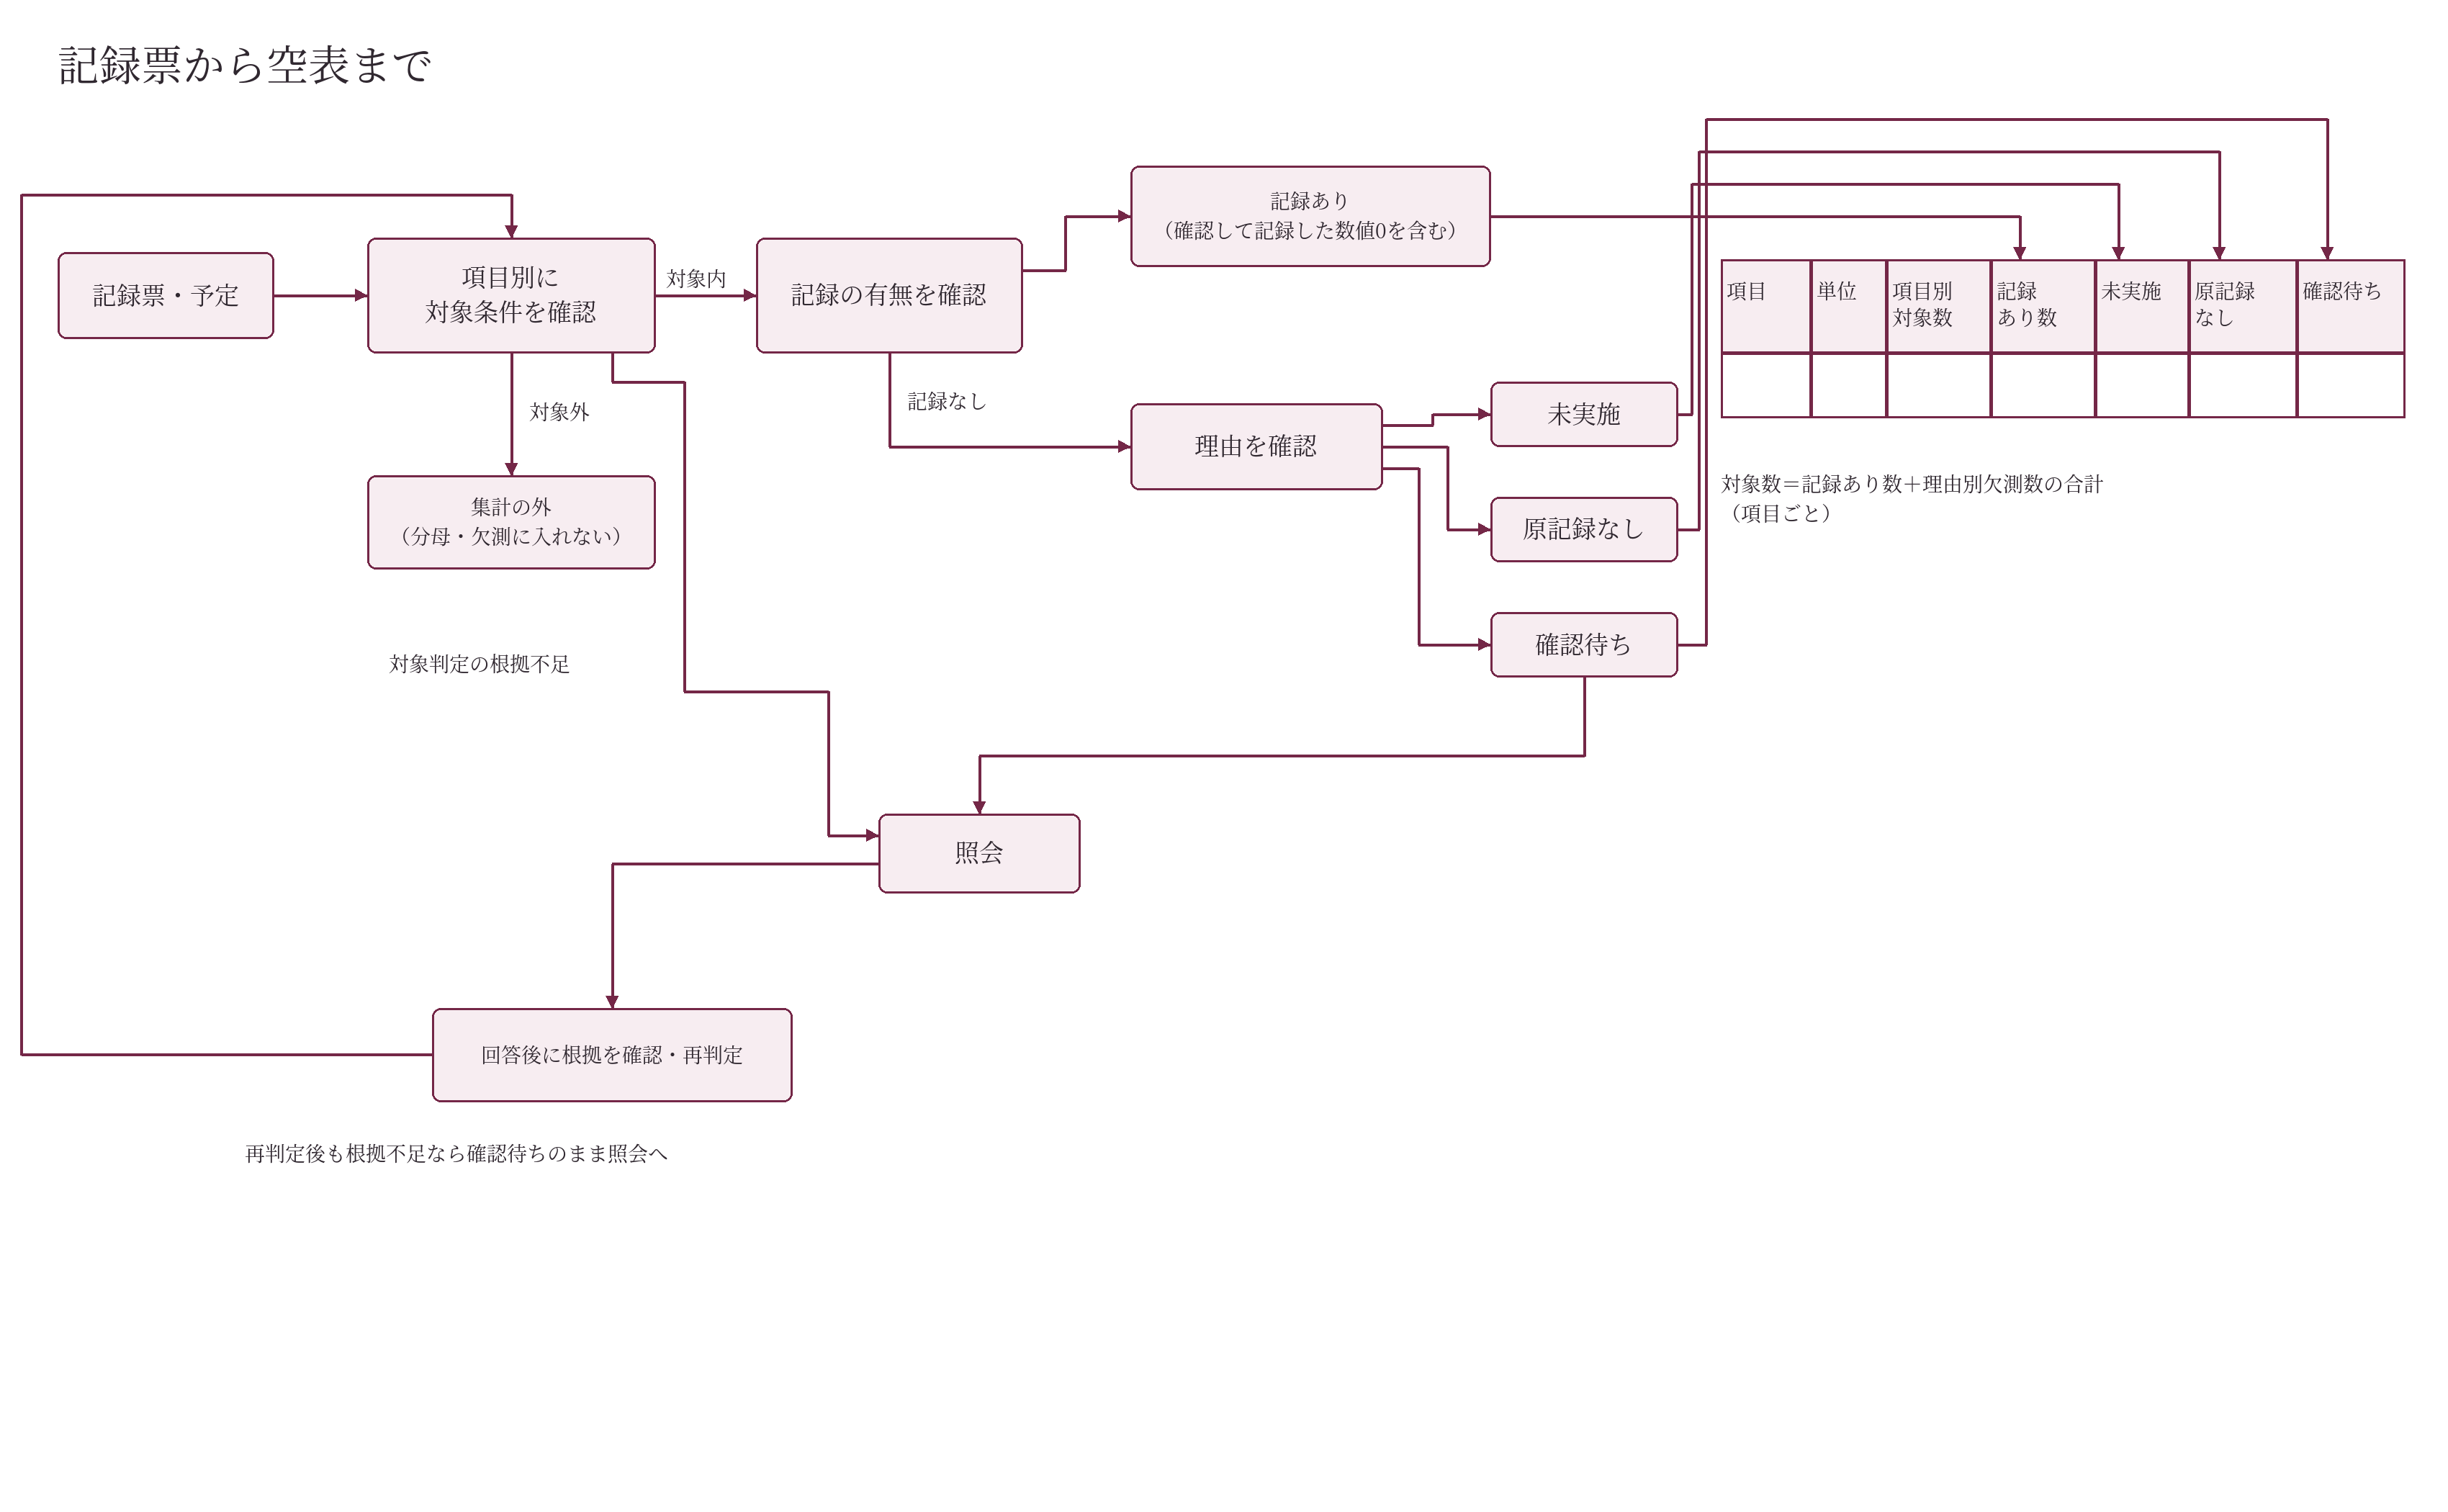 記録票から空表まで
記録票・予定
項目別に
対象条件を確認
対象内
記録の有無を確認
記録あり
（確認して記録した数値0を含む）
対象外
集計の外
（分母・欠測に入れない）
記録なし
理由を確認
未実施
原記録なし
確認待ち
項目
単位
項目別
対象数
記録
あり数
未実施
原記録
なし
確認待ち
対象数＝記録あり数＋理由別欠測数の合計
（項目ごと）
対象判定の根拠不足
照会
回答後に根拠を確認・再判定
再判定後も根拠不足なら確認待ちのまま照会へ